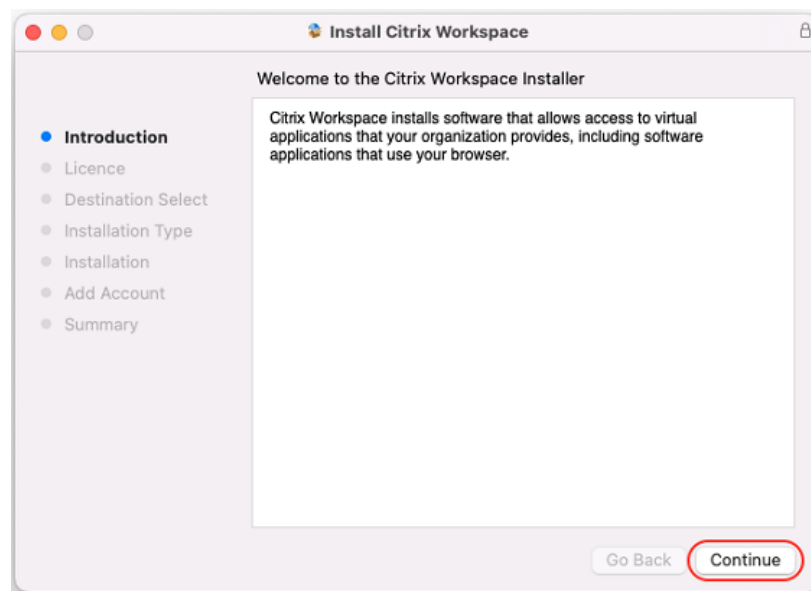 Install Citrix Workspace
Welcome to the Citrix Workspace Installer
Introduction
Licence
Destination Select
Installation Type
Installation
Add Account
Summary
Citrix Workspace installs software that allows access to virtual
applications that your organization provides, including software
applications that use your browser.
Go Back
Continue